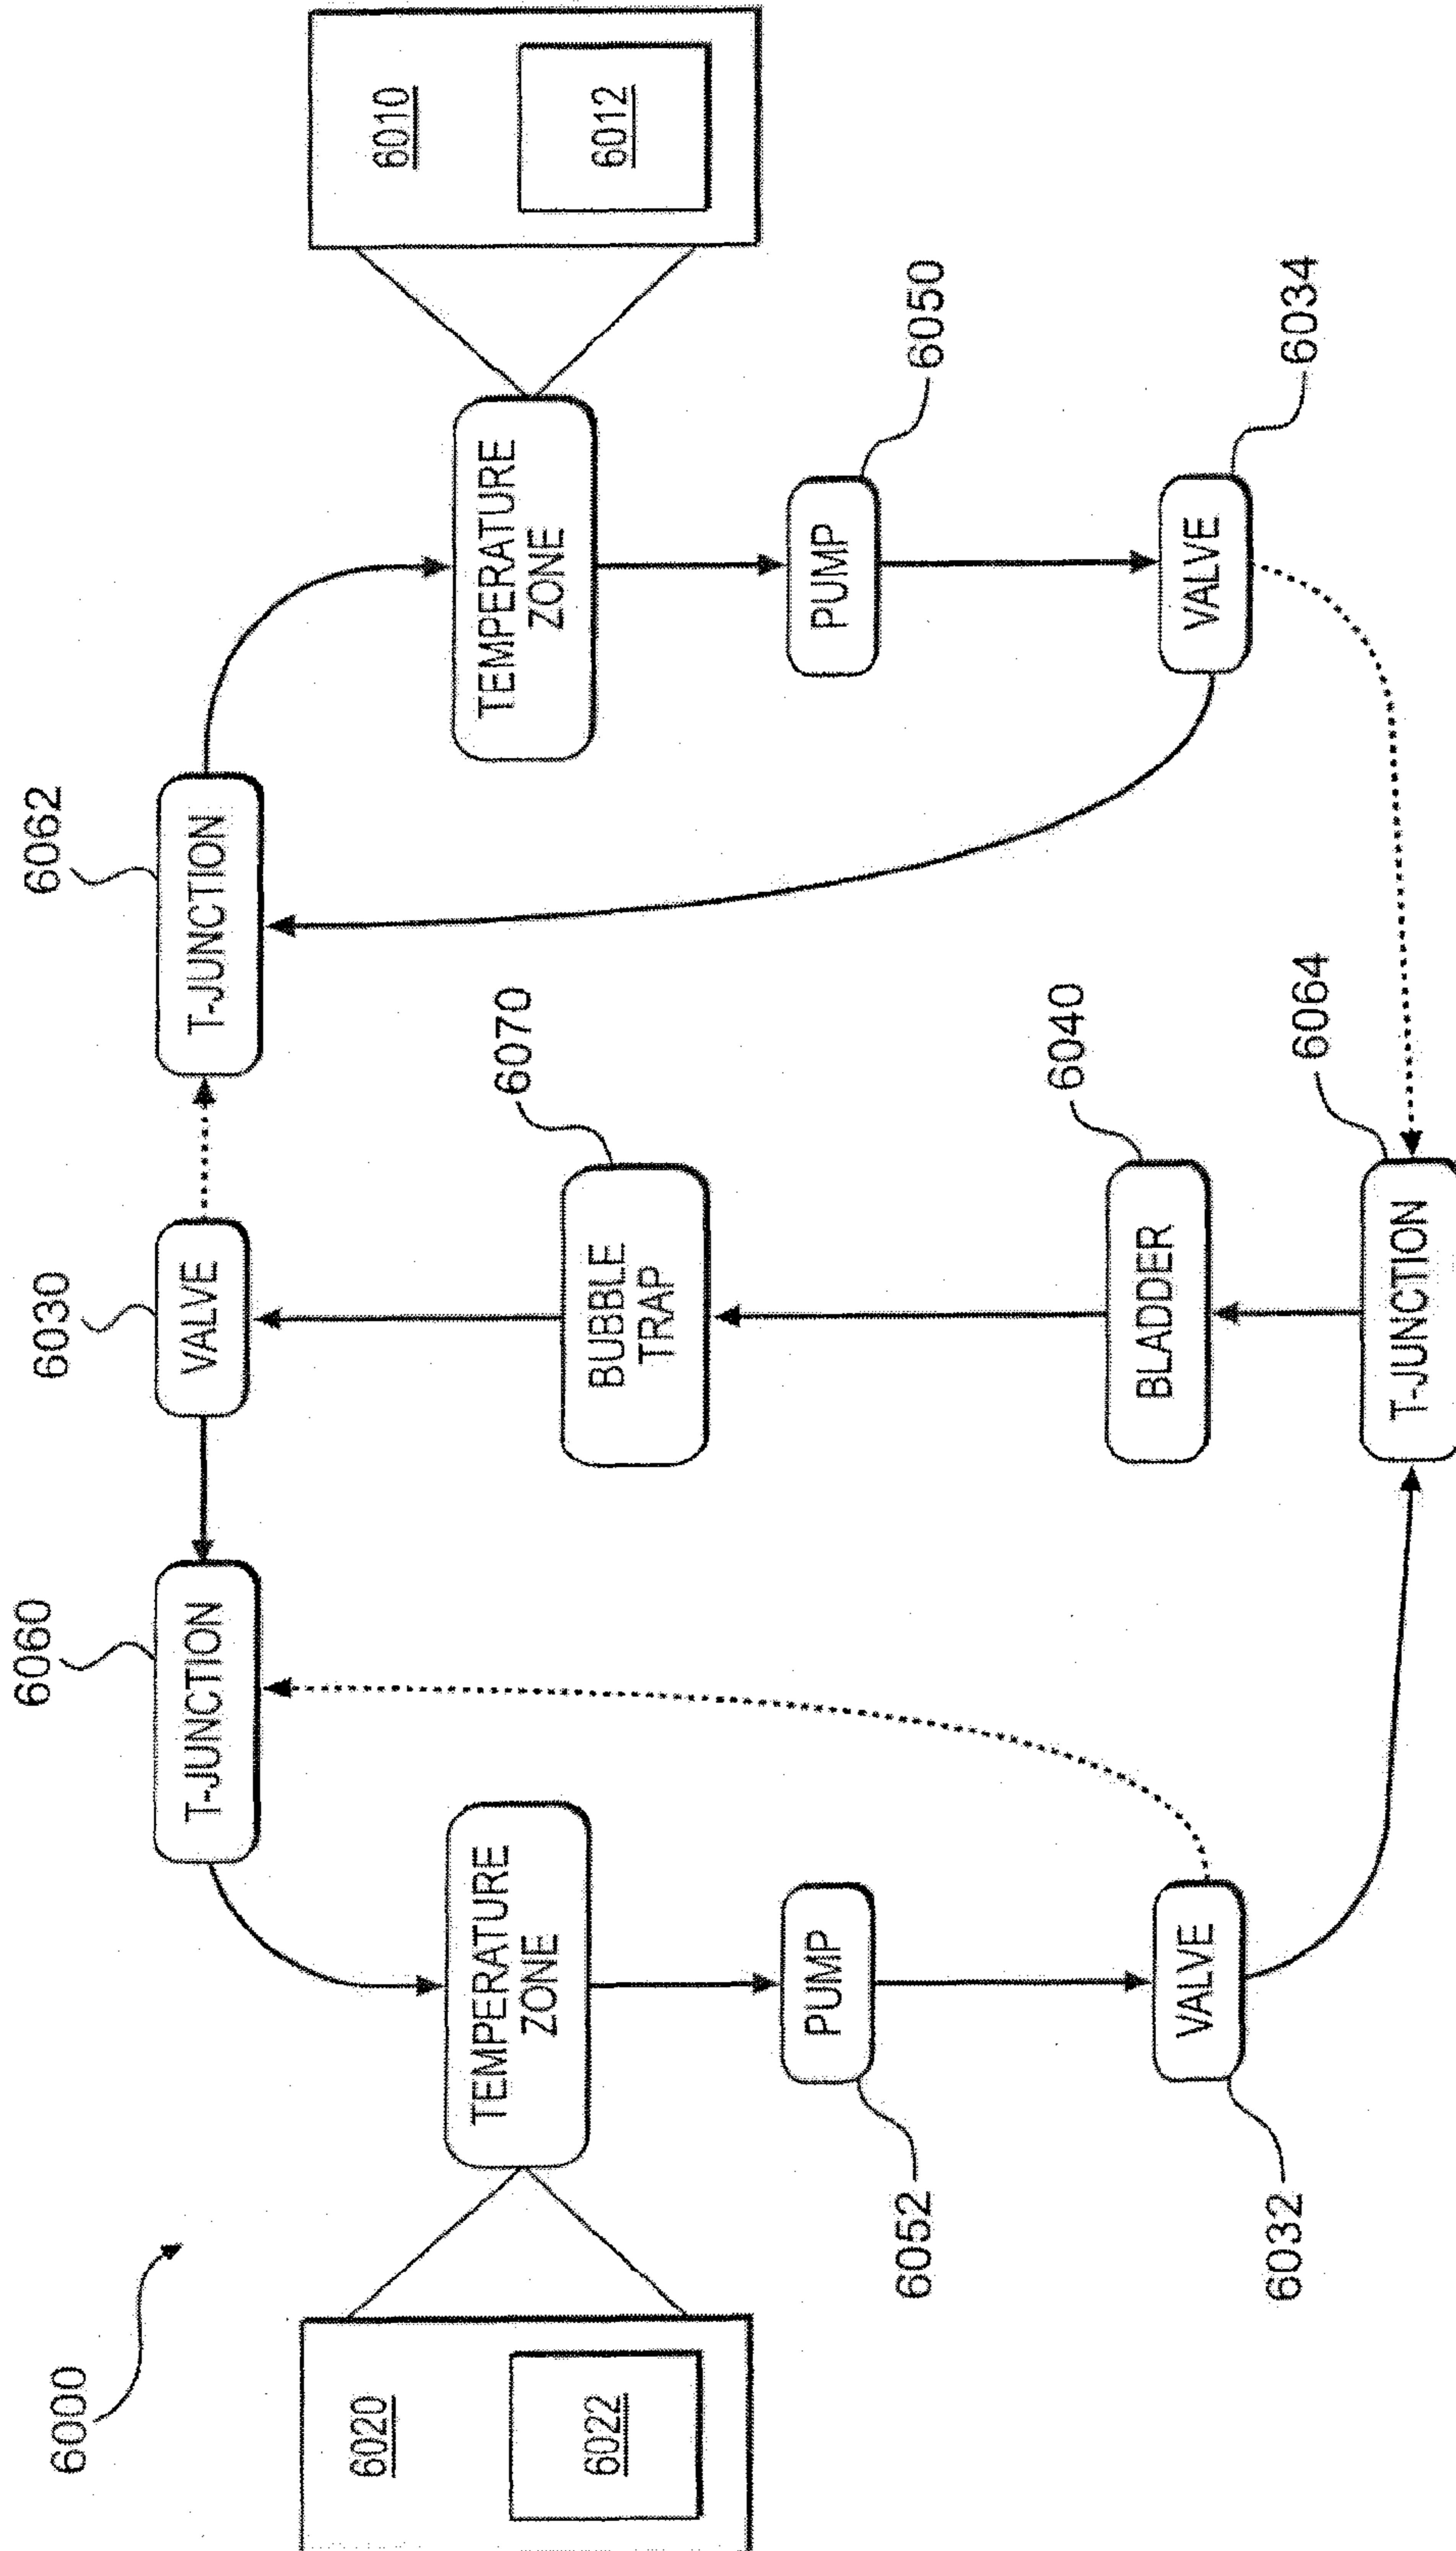 6000
6060
6030
6062
T-JUNCTION
VALVE
T-JUNCTION
6020
6022
TEMPERATURE
ZONE
BUBBLE
TRAP
6070
TEMPERATURE
ZONE
6010
6012
6052
PUMP
PUMP
6050
BLADDER
6040
6032
VALVE
VALVE
6034
T-JUNCTION
6064